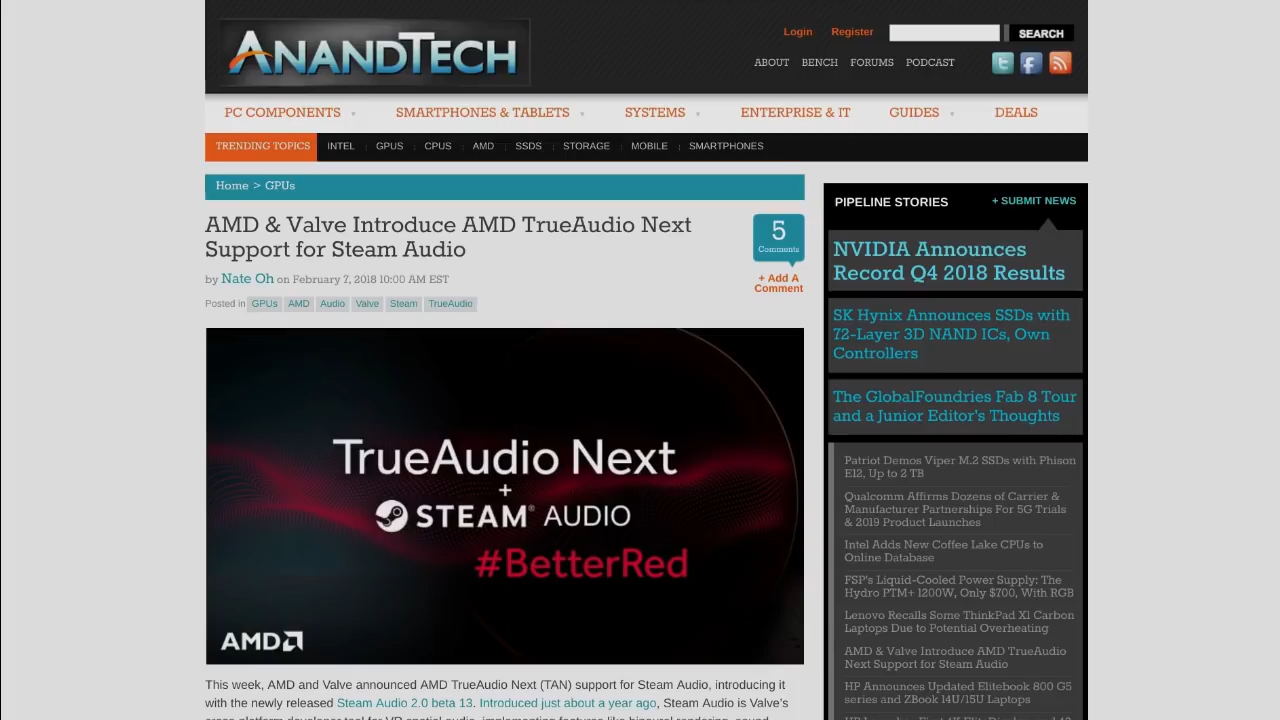 ANANDTECH
Login Register
SEARCH
ABOUT BENCH FORUMS PODCAST
PC COMPONENTS SMARTPHONES & TABLETS SYSTEMS ENTERPRISE & IT GUIDES DEALS
TRENDING TOPICS INTEL GPUS CPUS AMD SSDS STORAGE MOBILE SMARTPHONES
Home > GPUs
AMD & Valve Introduce AMD TrueAudio Next
Support for Steam Audio
5
Comments
+ Add A
Comment
by Nate Oh on February 7, 2018 10:00 AM EST
Posted in GPUs AMD Audio Valve Steam TrueAudio
TrueAudio Next
+
STEAM® AUDIO
#BetterRed
AMD
This week, AMD and Valve announced AMD TrueAudio Next (TAN) support for Steam Audio, introducing it
with the newly released Steam Audio 2.0 beta 13. Introduced just about a year ago, Steam Audio is Valve's
PIPELINE STORIES + SUBMIT NEWS
NVIDIA Announces
Record Q4 2018 Results
SK Hynix Announces SSDs with
72-Layer 3D NAND ICs, Own
Controllers
The GlobalFoundries Fab 8 Tour
and a Junior Editor's Thoughts
Patriot Demos Viper M.2 SSDs with Phison
E12, Up to 2 TB
Qualcomm Affirms Dozens of Carrier &
Manufacturer Partnerships For 5G Trials
& 2019 Product Launches
Intel Adds New Coffee Lake CPUs to
Online Database
FSP's Liquid-Cooled Power Supply: The
Hydro PTM+ 1200W, Only $700, With RGB
Lenovo Recalls Some ThinkPad X1 Carbon
Laptops Due to Potential Overheating
AMD & Valve Introduce AMD TrueAudio
Next Support for Steam Audio
HP Announces Updated Elitebook 800 G5
series and ZBook 14U/15U Laptops